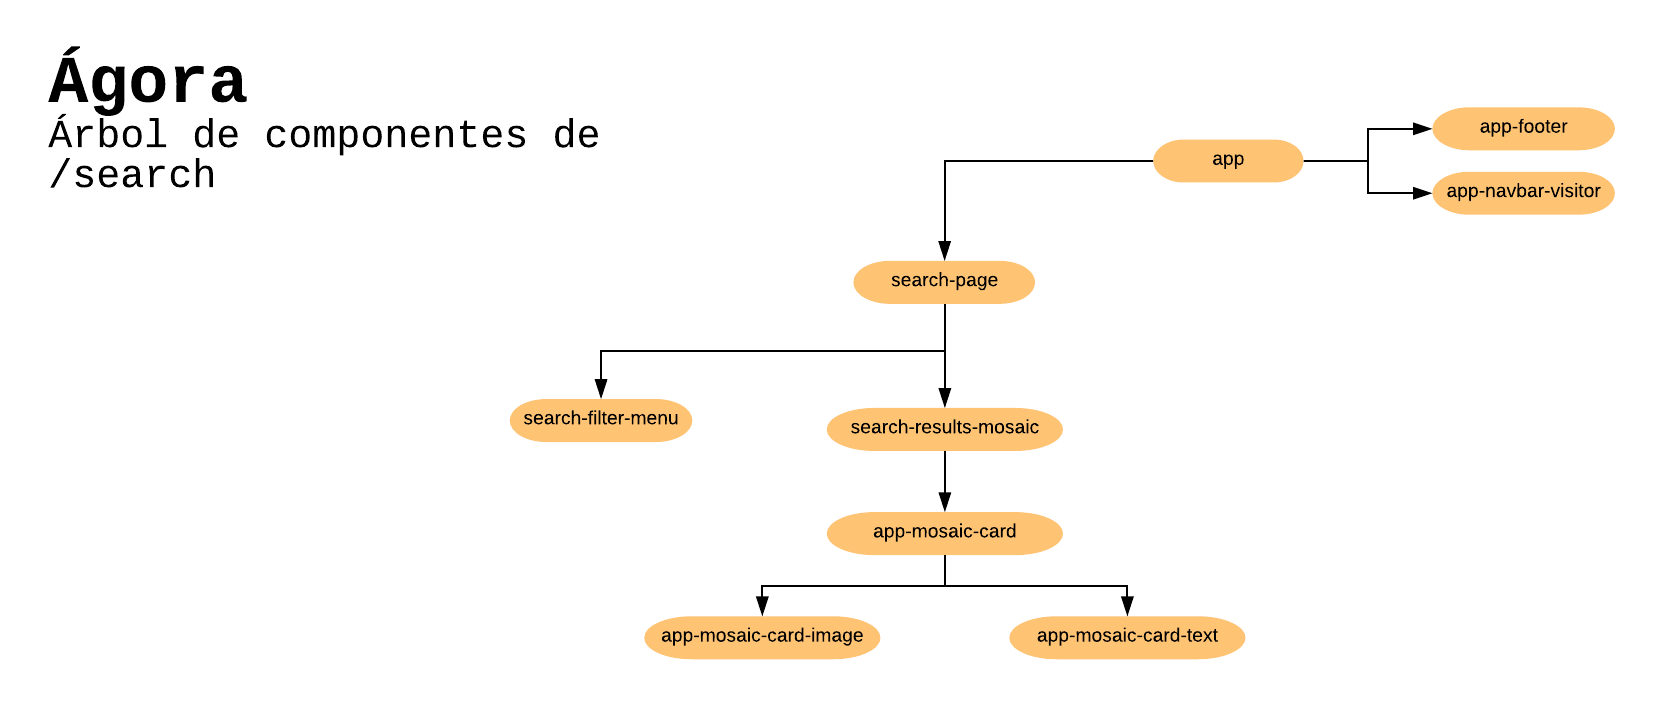 Ágora
Árbol de componentes de
/search
app-footer
app
app-navbar-visitor
search-page
search-filter-menu
search-results-mosaic
app-mosaic-card
app-mosaic-card-image
app-mosaic-card-text